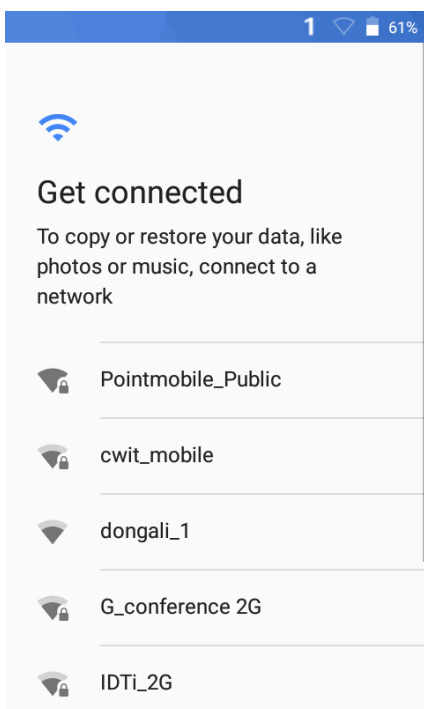 1 61%
Get connected
To copy or restore your data, like
photos or music, connect to a
network
Pointmobile_Public
cwit_mobile
dongali_1
G_conference 2G
IDTi_2G